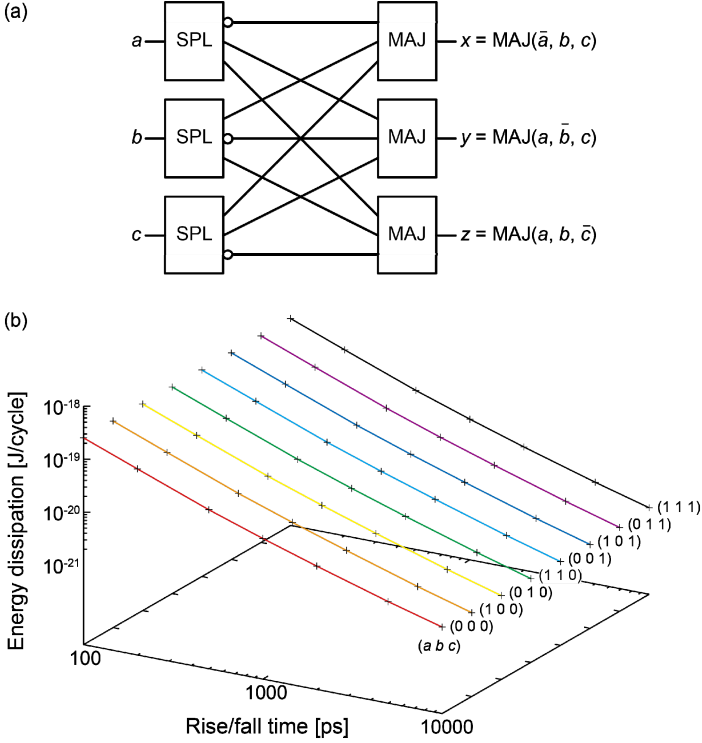 (a)
a SPL MAJ x = MAJ(a̅, b, c)
b SPL MAJ y = MAJ(a, b̅, c)
c SPL MAJ z = MAJ(a, b, c̅)
(b)
Energy dissipation [J/cycle]
10⁻¹⁸
10⁻¹⁹
10⁻²⁰
10⁻²¹
(1 1 1)
(0 1 1)
(1 0 1)
(0 0 1)
(1 1 0)
(0 1 0)
(1 0 0)
(0 0 0)
(a b c)
100
1000
10000
Rise/fall time [ps]